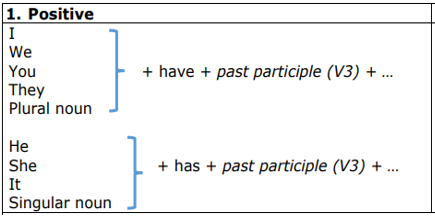 1. Positive
I
We
You
They
Plural noun
+ have + past participle (V3) + ...
He
She
It
Singular noun
+ has + past participle (V3) + ...